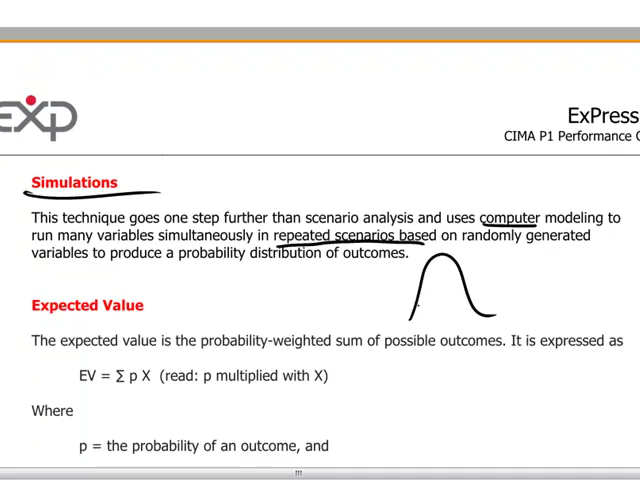 exp
ExPress
CIMA P1 Performance
Simulations
This technique goes one step further than scenario analysis and uses computer modeling to
run many variables simultaneously in repeated scenarios based on randomly generated
variables to produce a probability distribution of outcomes.
Expected Value
The expected value is the probability-weighted sum of possible outcomes. It is expressed as
EV = ∑ p X (read: p multiplied with X)
Where
p = the probability of an outcome, and